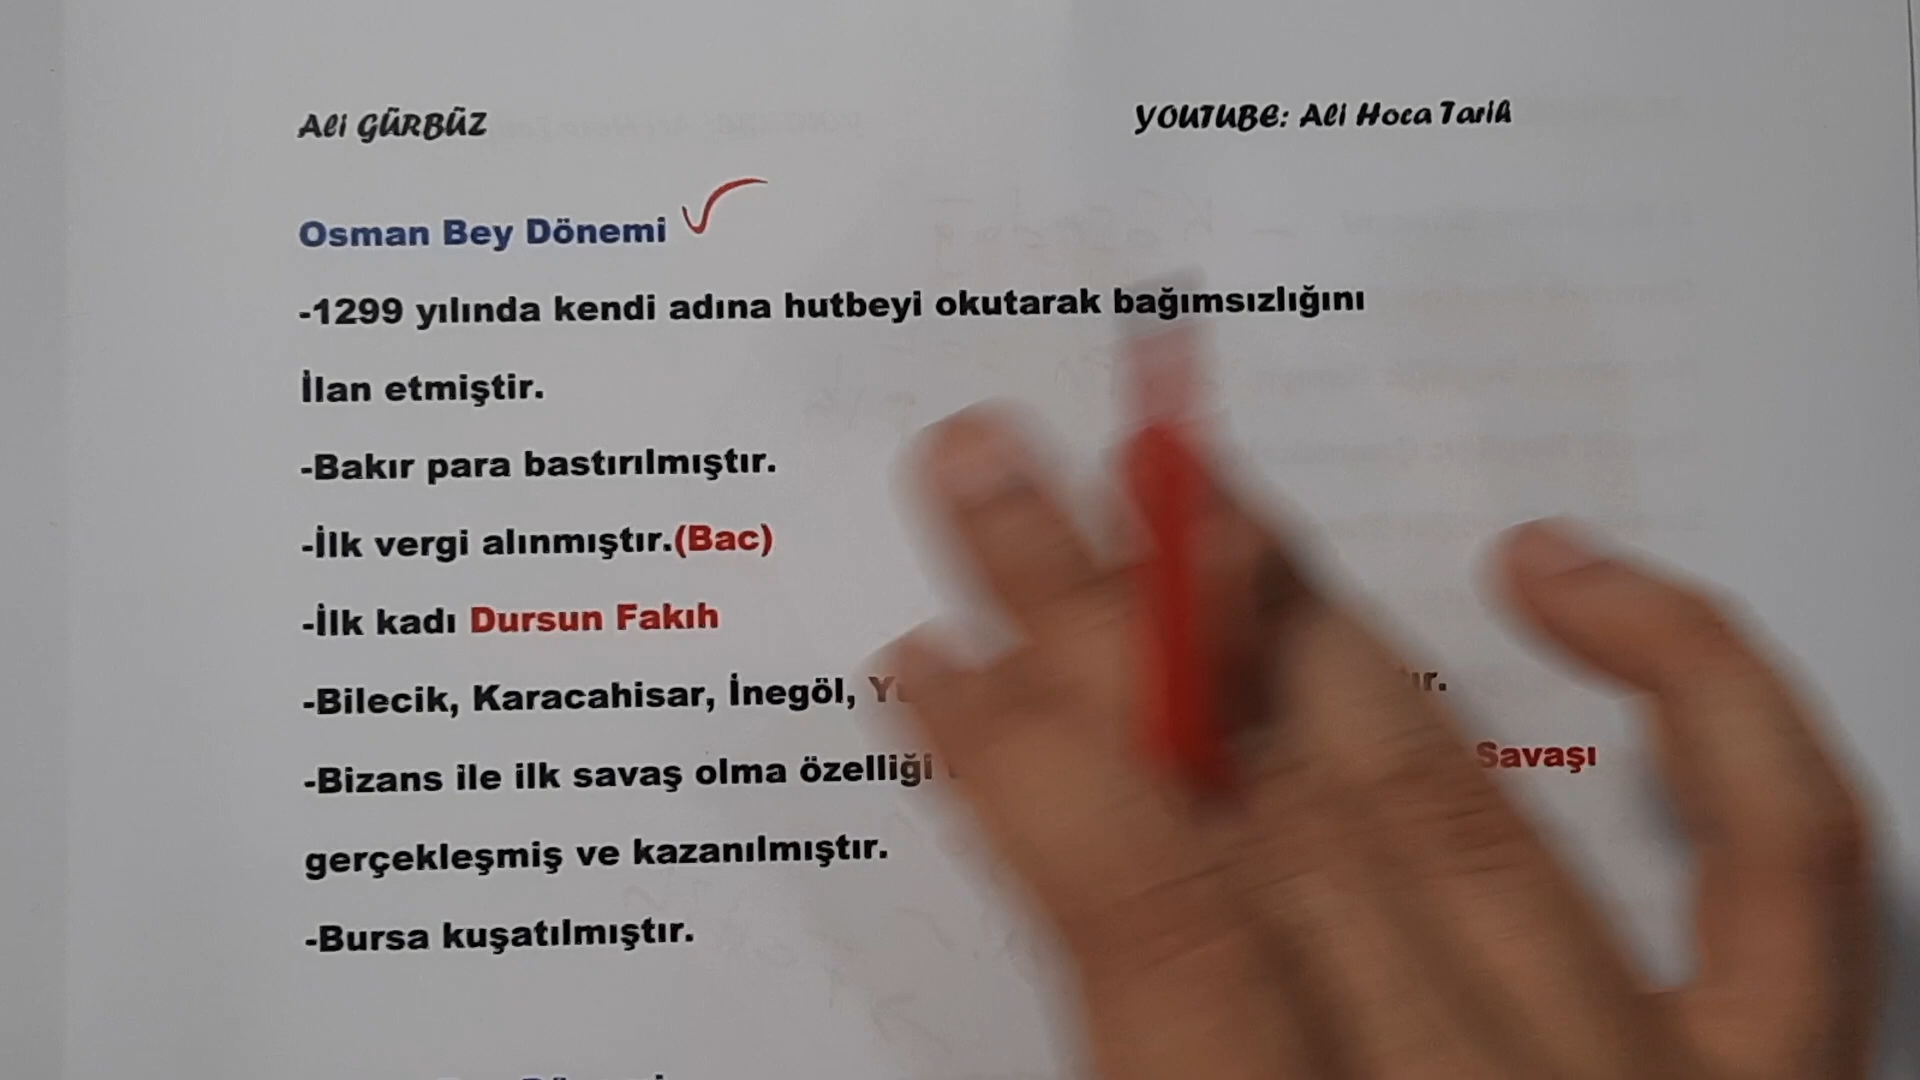 Ali GÜRBÜZ
YOUTUBE: Ali Hoca Tarih
Osman Bey Dönemi
-1299 yılında kendi adına hutbeyi okutarak bağımsızlığını
İlan etmiştir.
-Bakır para bastırılmıştır.
-İlk vergi alınmıştır.(Bac)
-İlk kadı Dursun Fakıh
-Bilecik, Karacahisar, İnegöl,
-Bizans ile ilk savaş olma özelliği Savaşı
gerçekleşmiş ve kazanılmıştır.
-Bursa kuşatılmıştır.